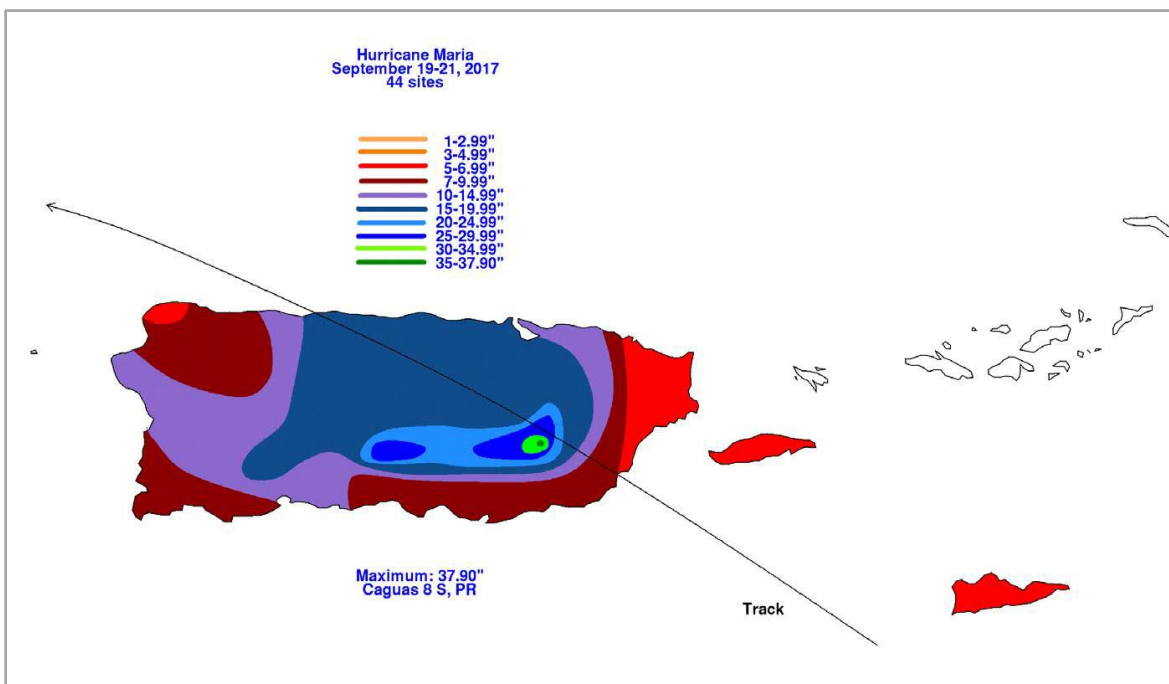 Hurricane Maria
September 19-21, 2017
44 sites
1-2.99"
3-4.99"
5-6.99"
7-9.99"
10-14.99"
15-19.99"
20-24.99"
25-29.99"
30-34.99"
35-37.90"
Maximum: 37.90"
Caguas 8 S, PR
Track